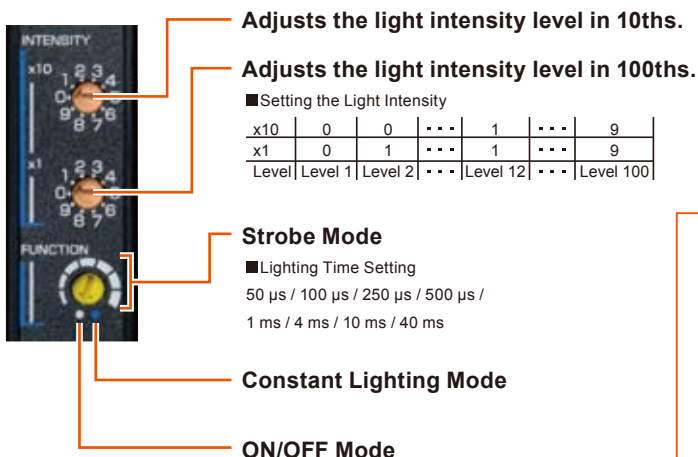 Adjusts the light intensity level in 10ths.
Adjusts the light intensity level in 100ths.
■Setting the Light Intensity
x10 0 0 ・・・ 1 ・・・ 9
x1 0 1 ・・・ 1 ・・・ 9
Level Level 1 Level 2 ・・・ Level 12 ・・・ Level 100
Strobe Mode
■Lighting Time Setting
50 µs / 100 µs / 250 µs / 500 µs /
1 ms / 4 ms / 10 ms / 40 ms
Constant Lighting Mode
ON/OFF Mode
INTENSITY
x10
0 1 2 3 4 5 6 7 8 9
x1
0 1 2 3 4 5 6 7 8 9
FUNCTION